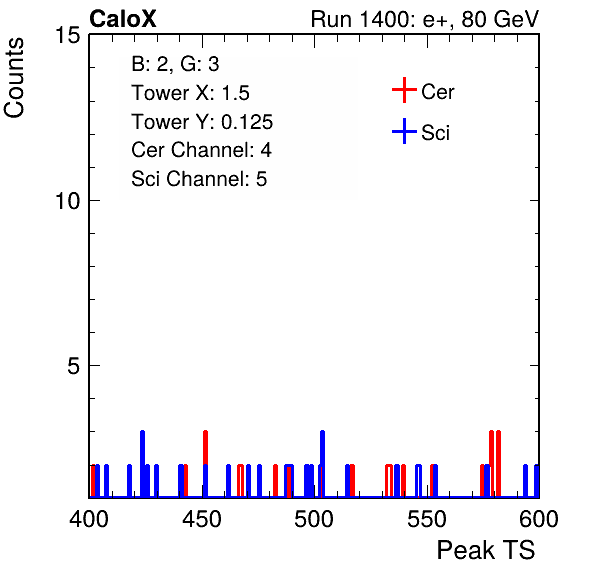 CaloX Run 1400: e+, 80 GeV
15
Counts
B: 2, G: 3
Tower X: 1.5
Tower Y: 0.125
Cer Channel: 4
Sci Channel: 5
Cer
Sci
10
5
400 450 500 550 600
Peak TS